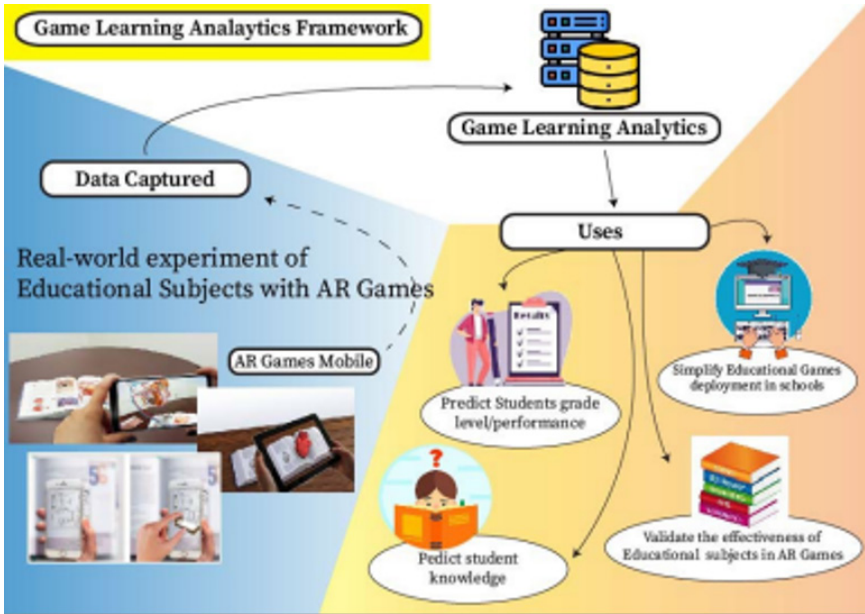 Game Learning Analaytics Framework
Game Learning Analytics
Data Captured
Uses
Real-world experiment of
Educational Subjects with AR Games
AR Games Mobile
Results
Predict Students grade
level/performance
Simplify Educational Games
deployment in schools
Pedict student
knowledge
Validate the effectiveness of
Educational subjects in AR Games